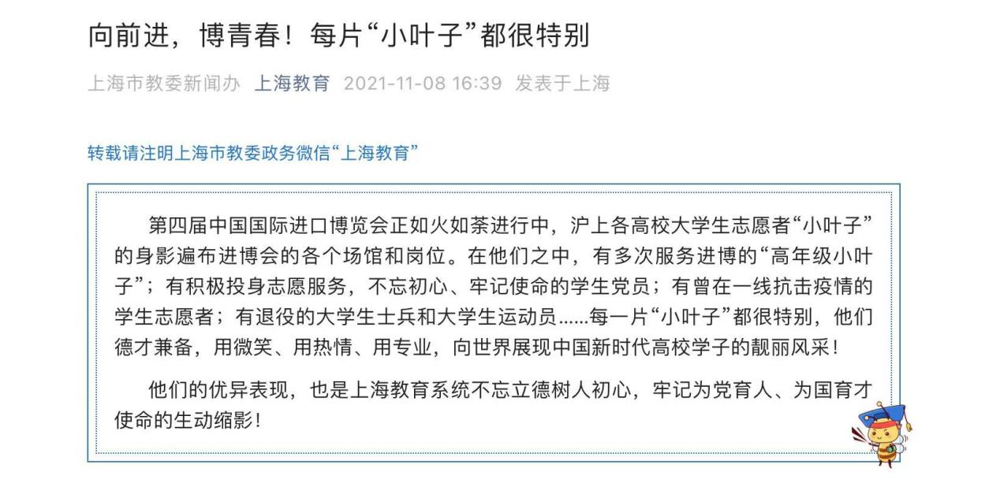 向前进，博青春！每片“小叶子”都很特别
上海市教委新闻办 上海教育 2021-11-08 16:39 发表于上海
转载请注明上海市教委政务微信“上海教育”
第四届中国国际进口博览会正如火如荼进行中，沪上各高校大学生志愿者“小叶子”
的身影遍布进博会的各个场馆和岗位。在他们之中，有多次服务进博的“高年级小叶
子”；有积极投身志愿服务，不忘初心、牢记使命的学生党员；有曾在一线抗击疫情的
学生志愿者；有退役的大学生士兵和大学生运动员……每一片“小叶子”都很特别，他们
德才兼备，用微笑、用热情、用专业，向世界展现中国新时代高校学子的靓丽风采！
他们的优异表现，也是上海教育系统不忘立德树人初心，牢记为党育人、为国育才
使命的生动缩影！